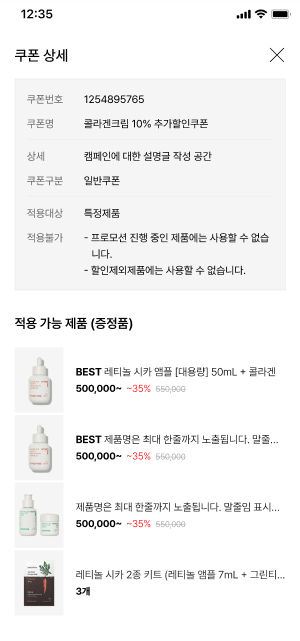 12:35
쿠폰 상세
쿠폰번호 1254895765
쿠폰명 콜라겐크림 10% 추가할인쿠폰
상세 캠페인에 대한 설명글 작성 공간
쿠폰구분 일반쿠폰
적용대상 특정제품
적용불가 - 프로모션 진행 중인 제품에는 사용할 수 없습
니다.
- 할인제외제품에는 사용할 수 없습니다.
적용 가능 제품 (증정품)
BEST 레티놀 시카 앰플 [대용량] 50mL + 콜라겐
500,000~ ~35% 550,000
BEST 제품명은 최대 한줄까지 노출됩니다. 말줄...
500,000~ ~35% 550,000
제품명은 최대 한줄까지 노출됩니다. 말줄임 표시...
500,000~ ~35% 550,000
레티놀 시카 2종 키트 (레티놀 앰플 7mL + 그린티...
3개